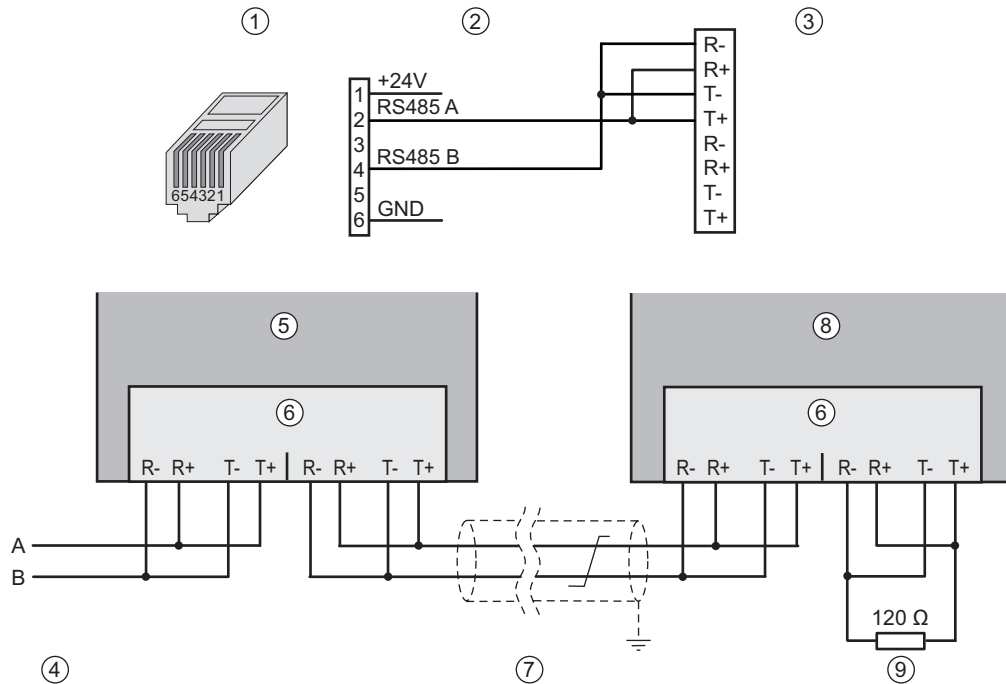 ① ② ③
654321
+24V
RS485 A
RS485 B
GND
1
2
3
4
5
6
R-
R+
T-
T+
R-
R+
T-
T+
⑤ ⑧
⑥ ⑥
R- R+ T- T+ R- R+ T- T+
R- R+ T- T+ R- R+ T- T+
A
B
120 Ω
④ ⑦ ⑨